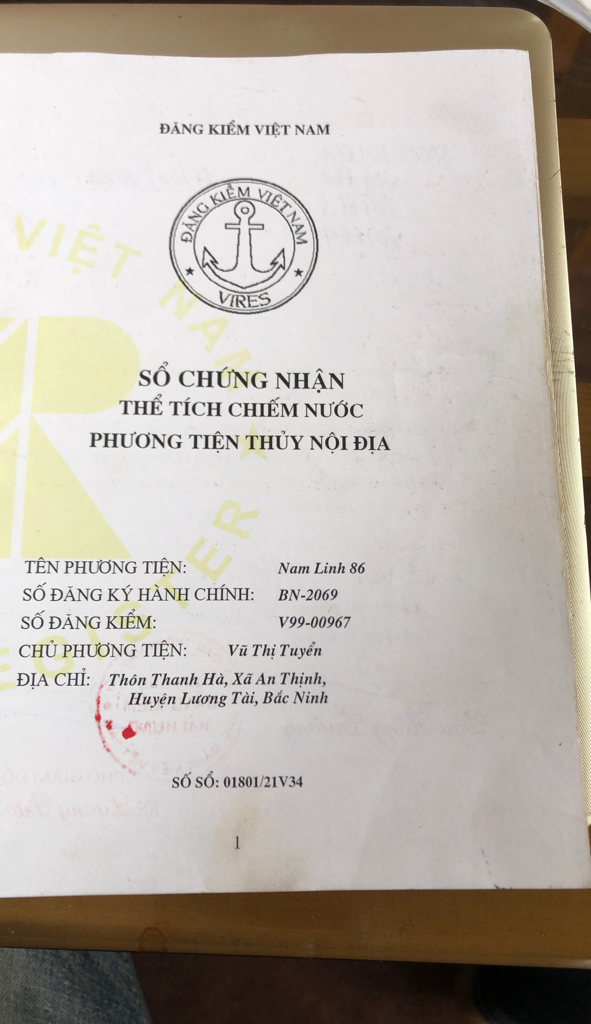 ĐĂNG KIỂM VIỆT NAM
ĐĂNG KIỂM VIỆT NAM
VIRES
VIỆT NAM
REGISTER
SỔ CHỨNG NHẬN
THỂ TÍCH CHIẾM NƯỚC
PHƯƠNG TIỆN THỦY NỘI ĐỊA
TÊN PHƯƠNG TIỆN: Nam Linh 86
SỐ ĐĂNG KÝ HÀNH CHÍNH: BN-2069
SỐ ĐĂNG KIỂM: V99-00967
CHỦ PHƯƠNG TIỆN: Vũ Thị Tuyển
ĐỊA CHỈ: Thôn Thanh Hà, Xã An Thịnh,
Huyện Lương Tài, Bắc Ninh
SỐ SỔ: 01801/21V34
1